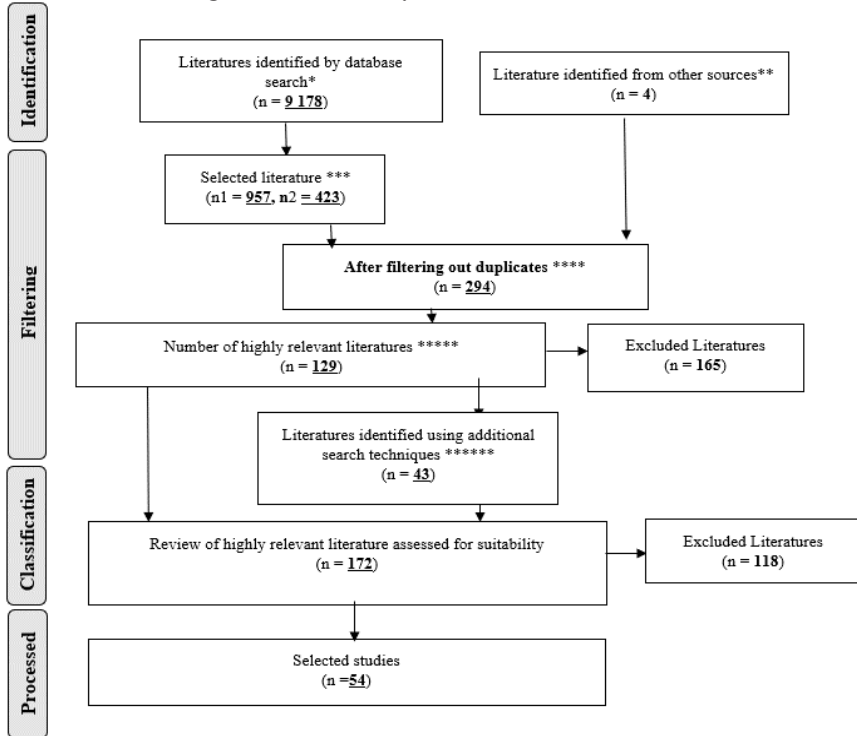 Identification
Literatures identified by database
search*
(n = 9 178)
Literature identified from other sources**
(n = 4)
Filtering
Selected literature ***
(n1 = 957, n2 = 423)
After filtering out duplicates ****
(n = 294)
Number of highly relevant literatures *****
(n = 129)
Excluded Literatures
(n = 165)
Literatures identified using additional
search techniques ******
(n = 43)
Classification
Review of highly relevant literature assessed for suitability
(n = 172)
Excluded Literatures
(n = 118)
Processed
Selected studies
(n =54)